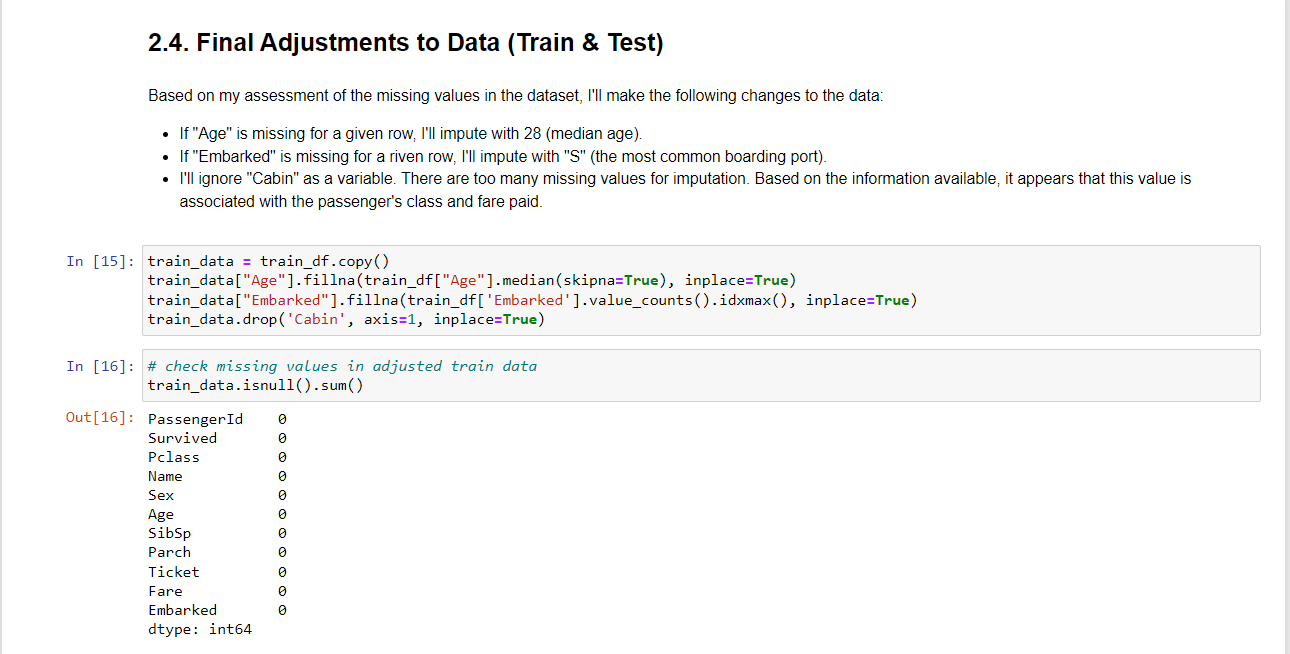 2.4. Final Adjustments to Data (Train & Test)
Based on my assessment of the missing values in the dataset, I'll make the following changes to the data:
• If "Age" is missing for a given row, I'll impute with 28 (median age).
• If "Embarked" is missing for a riven row, I'll impute with "S" (the most common boarding port).
• I'll ignore "Cabin" as a variable. There are too many missing values for imputation. Based on the information available, it appears that this value is
associated with the passenger's class and fare paid.
In [15]: train_data = train_df.copy()
train_data["Age"].fillna(train_df["Age"].median(skipna=True), inplace=True)
train_data["Embarked"].fillna(train_df['Embarked'].value_counts().idxmax(), inplace=True)
train_data.drop('Cabin', axis=1, inplace=True)
In [16]: # check missing values in adjusted train data
train_data.isnull().sum()
Out[16]: PassengerId 0
Survived 0
Pclass 0
Name 0
Sex 0
Age 0
SibSp 0
Parch 0
Ticket 0
Fare 0
Embarked 0
dtype: int64